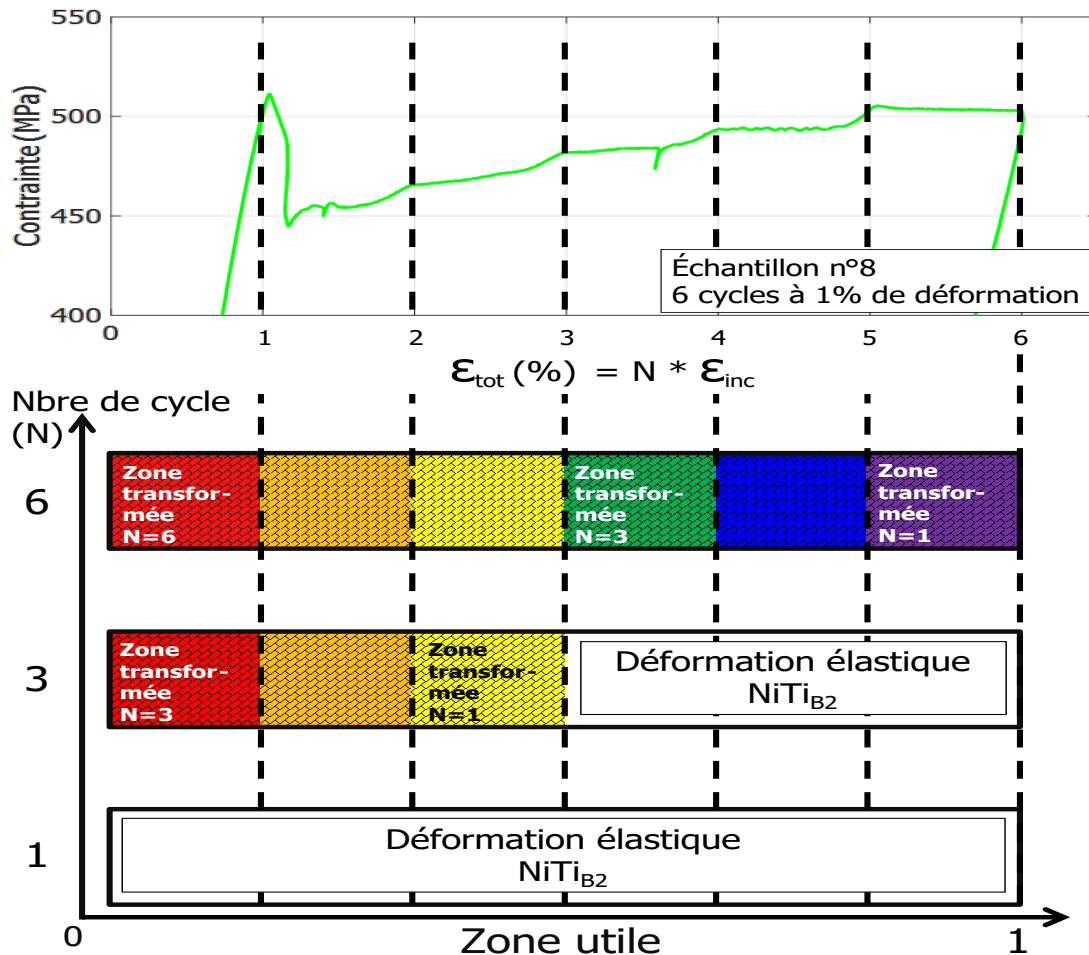 550
500
450
400
Contrainte (MPa)
Échantillon n°8
6 cycles à 1% de déformation
0
1
2
3
4
5
6
εtot (%) = N * εinc
Nbre de cycle
(N)
6
Zone
transfor-
mée
N=6
Zone
transfor-
mée
N=3
Zone
transfor-
mée
N=1
3
Zone
transfor-
mée
N=3
Zone
transfor-
mée
N=1
Déformation élastique
NiTiB2
1
Déformation élastique
NiTiB2
0
Zone utile
1